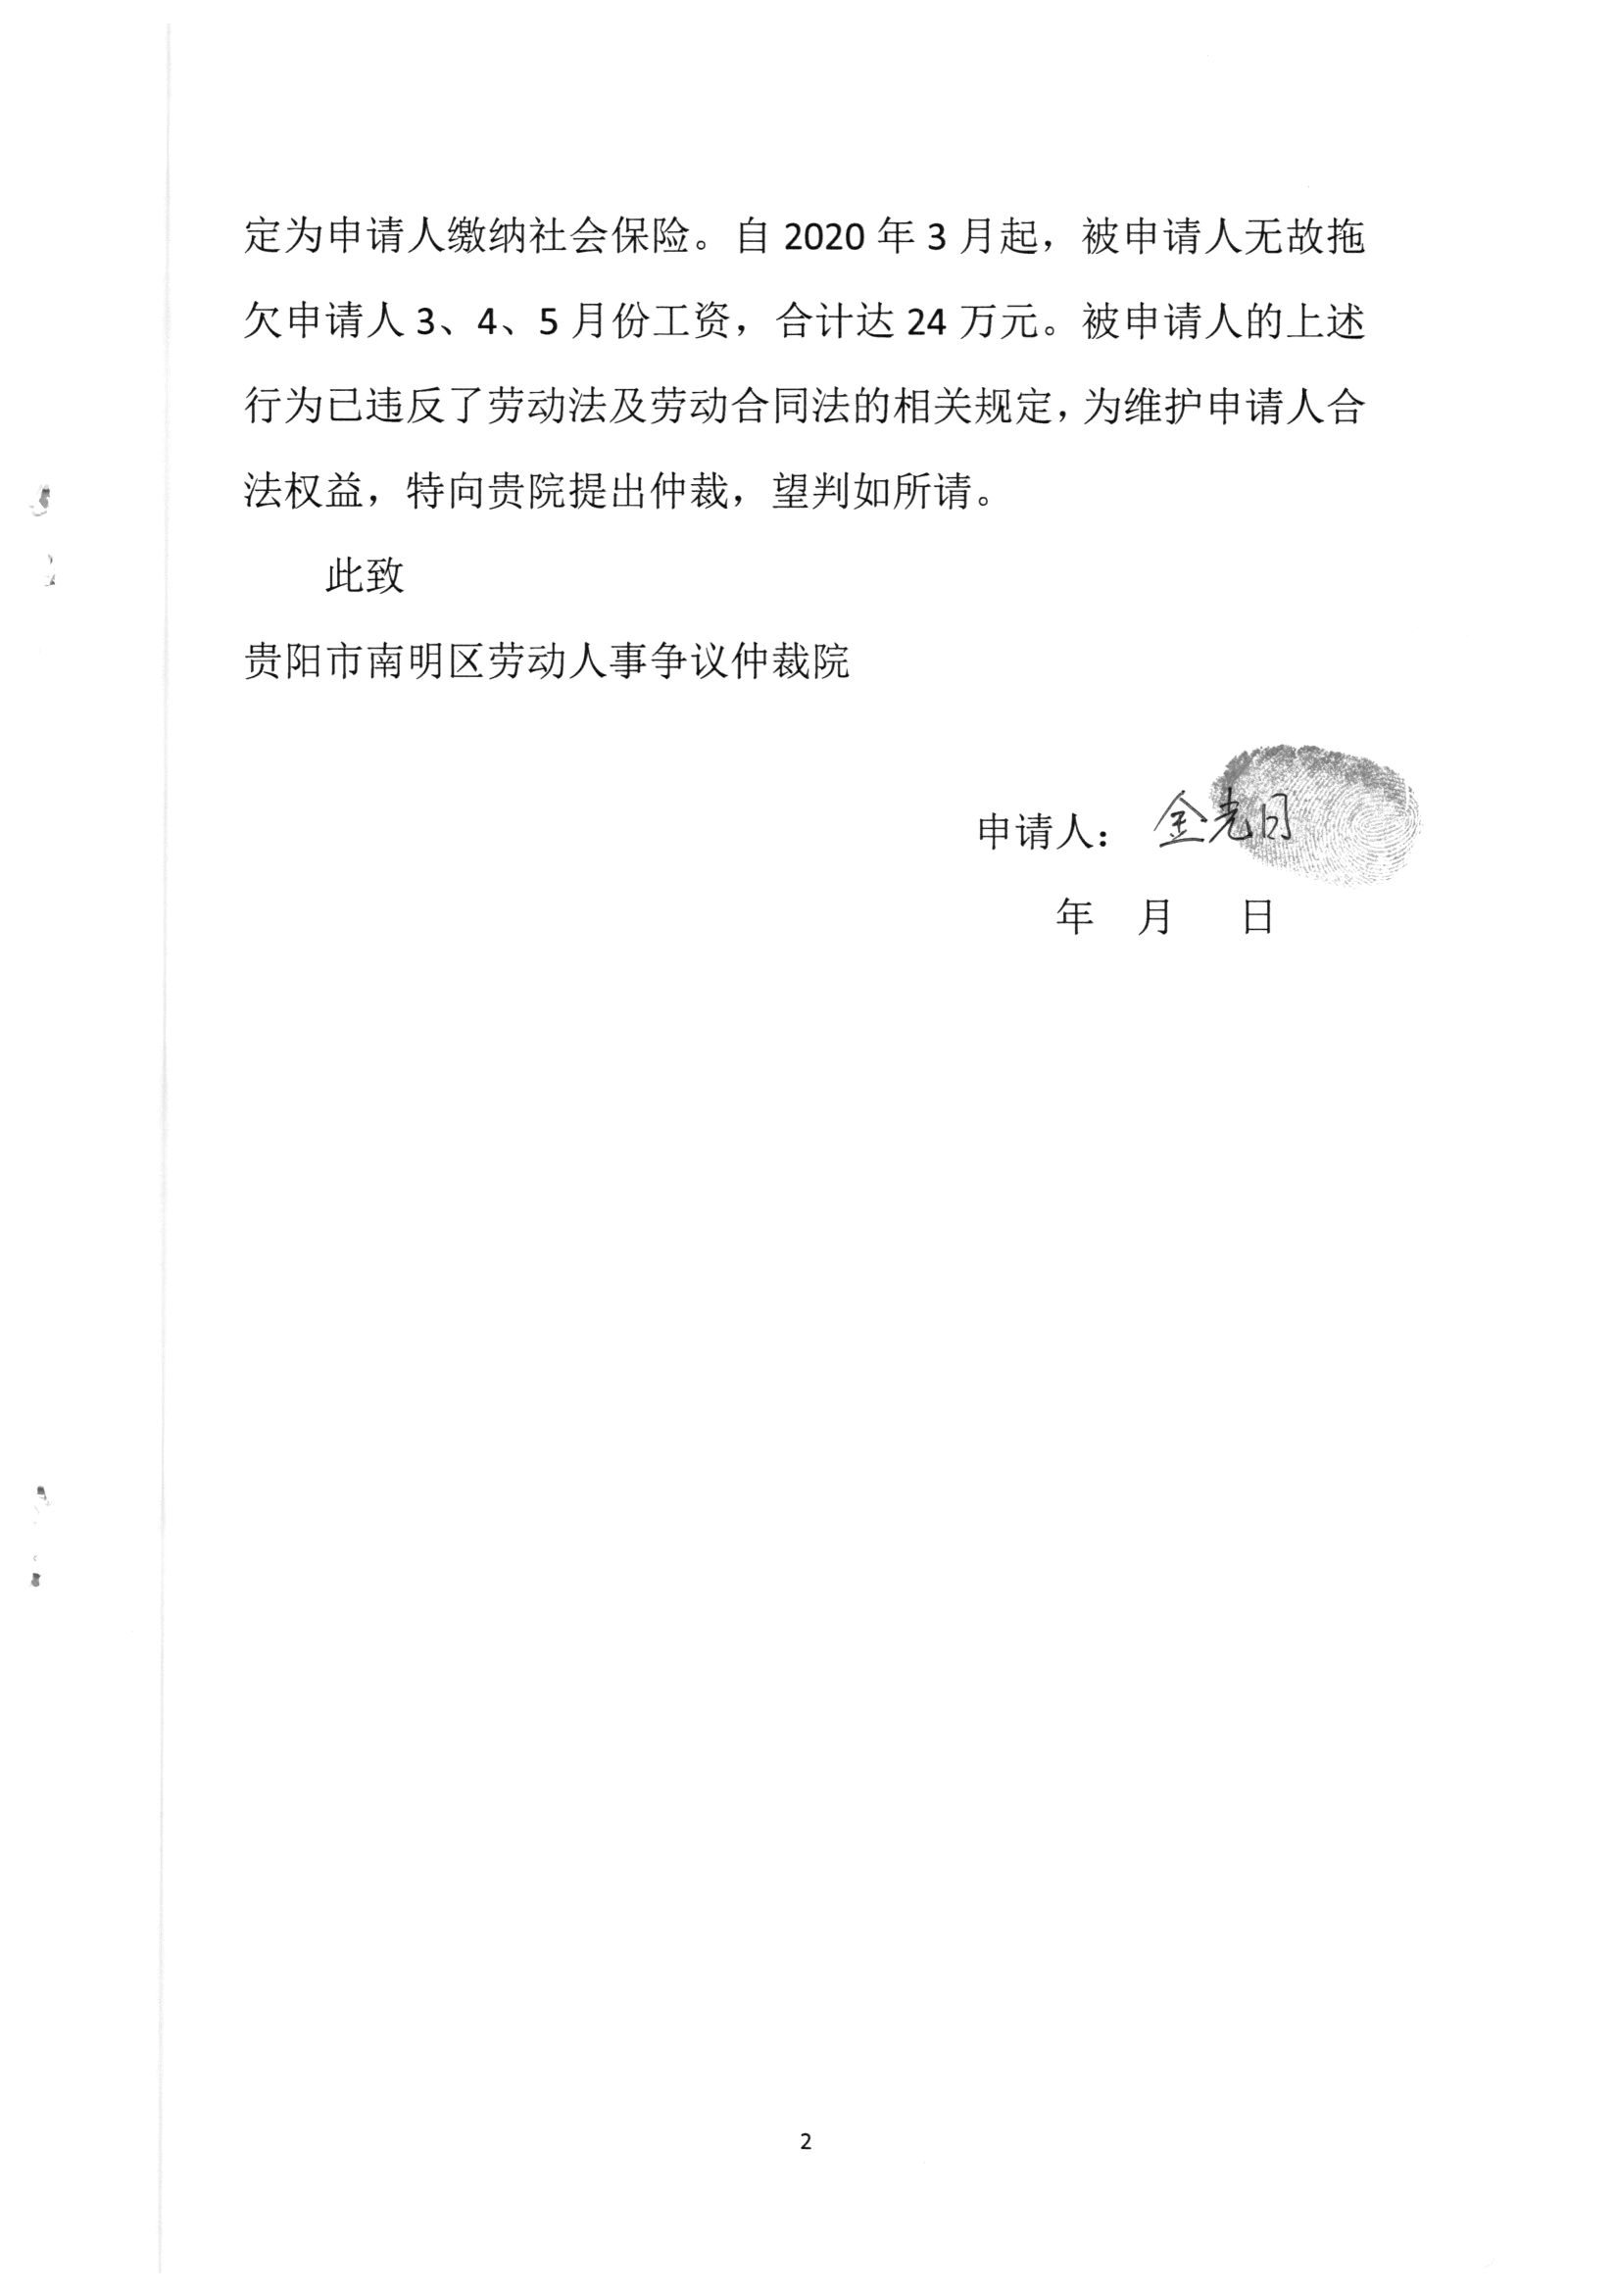 定为申请人缴纳社会保险。自 2020 年 3 月起，被申请人无故拖
欠申请人 3、4、5 月份工资，合计达 24 万元。被申请人的上述
行为已违反了劳动法及劳动合同法的相关规定，为维护申请人合
法权益，特向贵院提出仲裁，望判如所请。
此致
贵阳市南明区劳动人事争议仲裁院
申请人： 金光日
年 月 日
2